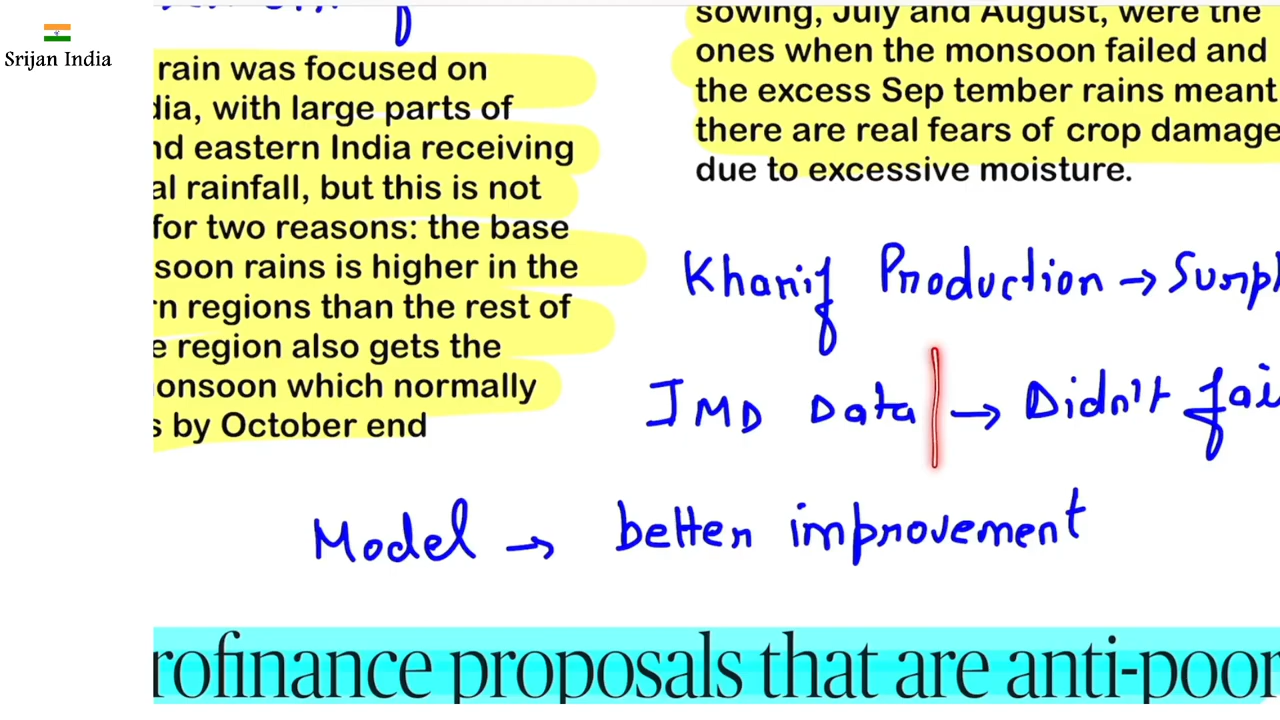 Srijan India
rain was focused on
dia, with large parts of
nd eastern India receiving
al rainfall, but this is not
for two reasons: the base
soon rains is higher in the
rn regions than the rest of
e region also gets the
onsoon which normally
s by October end
sowing, July and August, were the
ones when the monsoon failed and
the excess Sep tember rains meant
there are real fears of crop damage
due to excessive moisture.
Kharif Production → Surpl
IMD Data → Didn't fai
Model → better improvement
rofinance proposals that are anti-poor